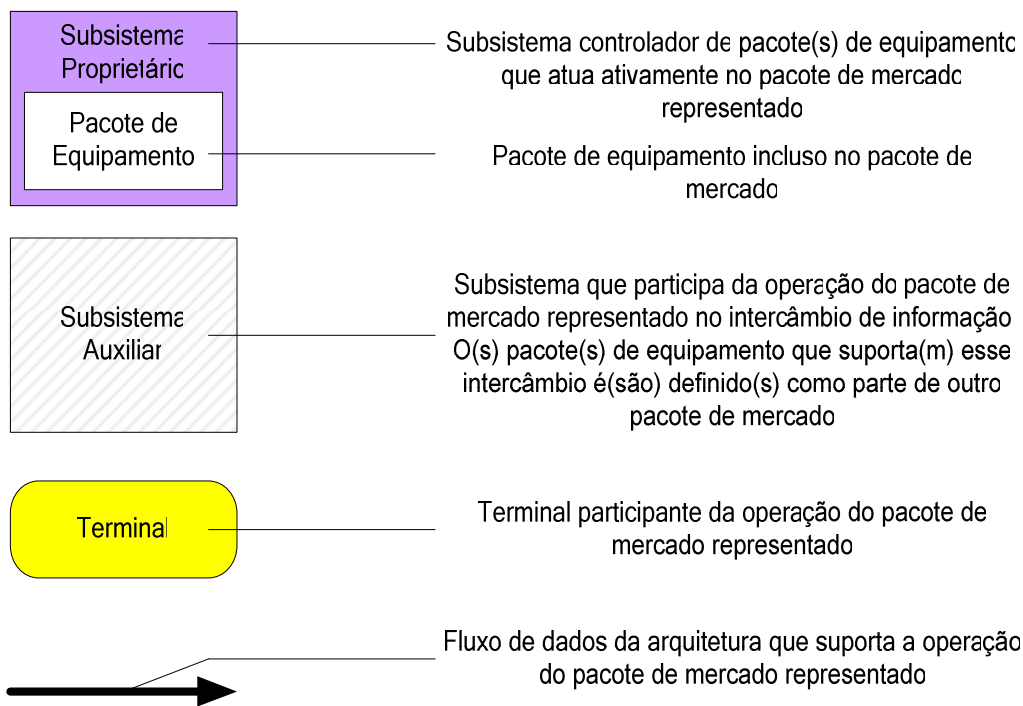 Subsistema
Proprietário
Pacote de
Equipamento
Subsistema controlador de pacote(s) de equipamento
que atua ativamente no pacote de mercado
representado
Pacote de equipamento incluso no pacote de
mercado
Subsistema
Auxiliar
Subsistema que participa da operação do pacote de
mercado representado no intercâmbio de informação
O(s) pacote(s) de equipamento que suporta(m) esse
intercâmbio é(são) definido(s) como parte de outro
pacote de mercado
Terminal
Terminal participante da operação do pacote de
mercado representado
Fluxo de dados da arquitetura que suporta a operação
do pacote de mercado representado